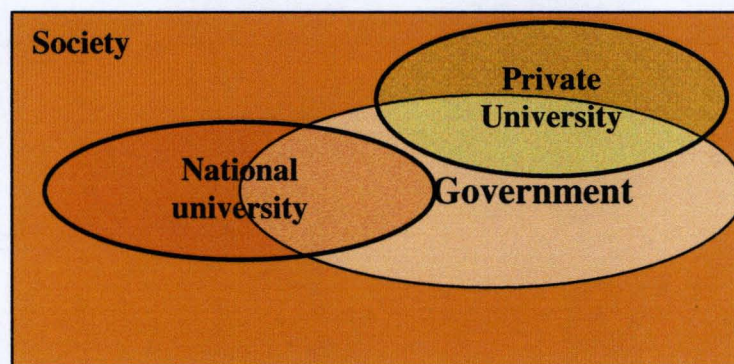 Society
Private
University
National
university
Government